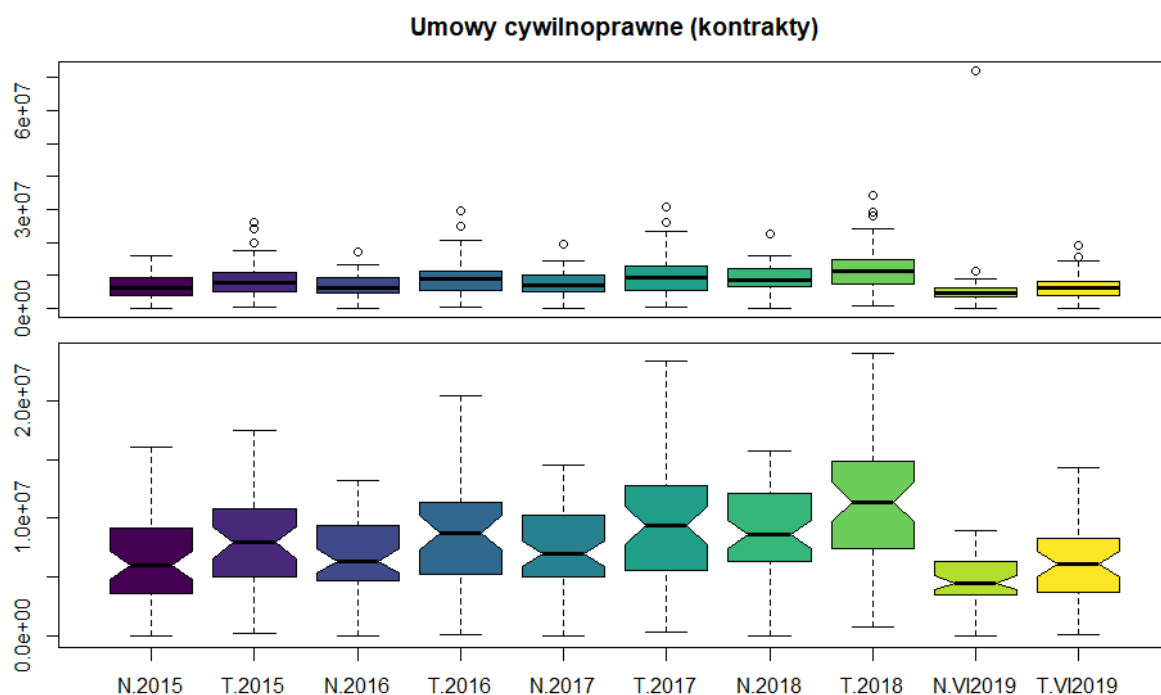 Umowy cywilnoprawne (kontrakty)
6e+07
3e+07
0e+00
2.0e+07
1.0e+07
0.0e+00
N.2015 T.2015 N.2016 T.2016 N.2017 T.2017 N.2018 T.2018 N.VI2019 T.VI2019